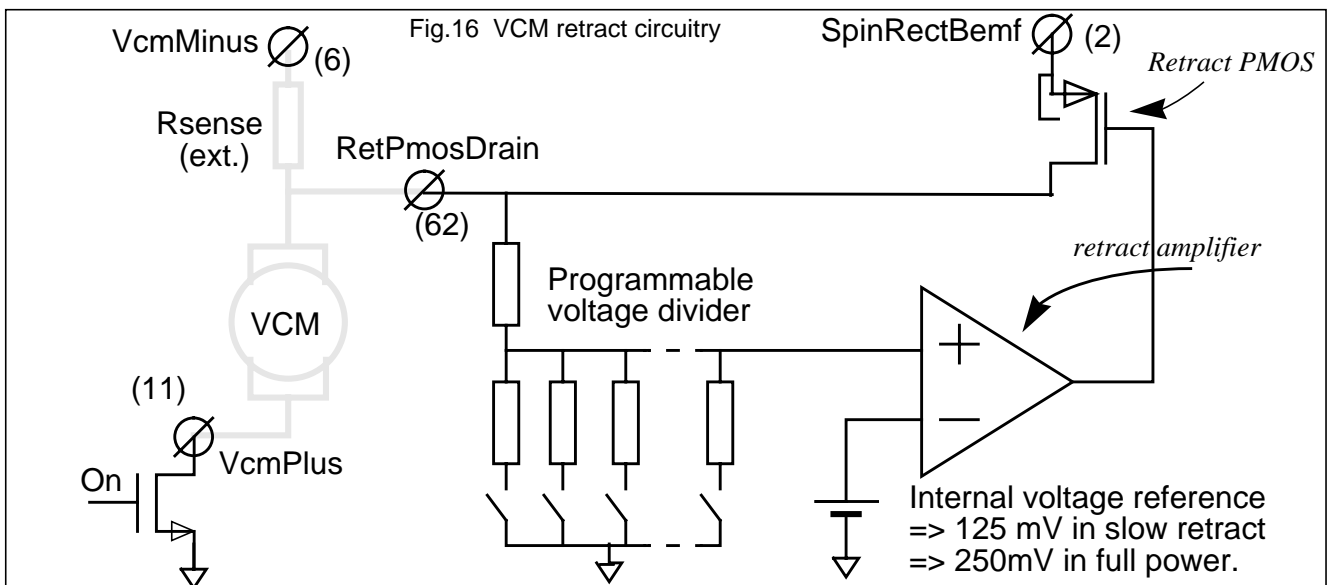 Fig.16 VCM retract circuitry
VcmMinus
(6)
SpinRectBemf
(2)
Retract PMOS
Rsense
(ext.)
RetPmosDrain
(62)
retract amplifier
Programmable
voltage divider
VCM
(11)
VcmPlus
On
Internal voltage reference
=> 125 mV in slow retract
=> 250mV in full power.